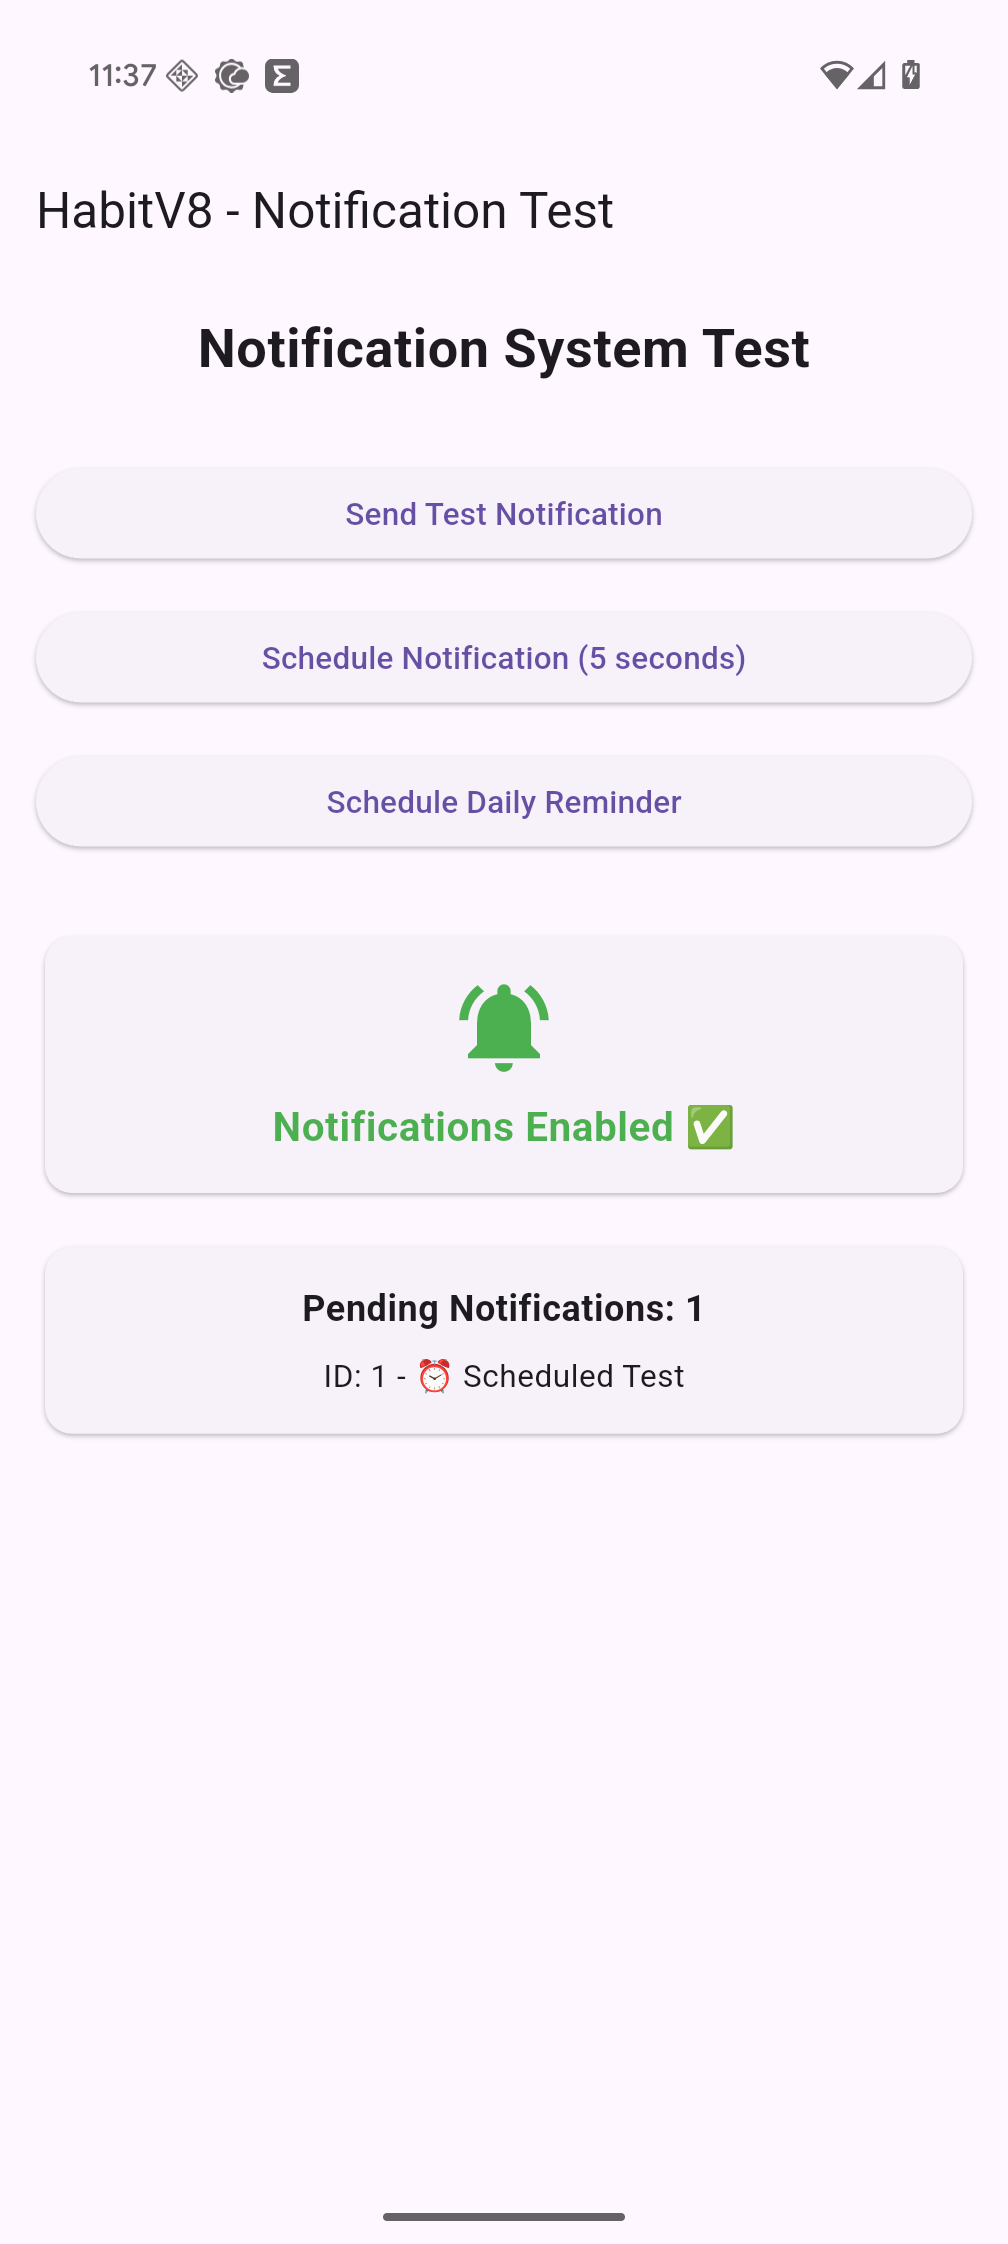 11:37
HabitV8 - Notification Test
Notification System Test
Send Test Notification
Schedule Notification (5 seconds)
Schedule Daily Reminder
Notifications Enabled ✅
Pending Notifications: 1
ID: 1 - ⏰ Scheduled Test